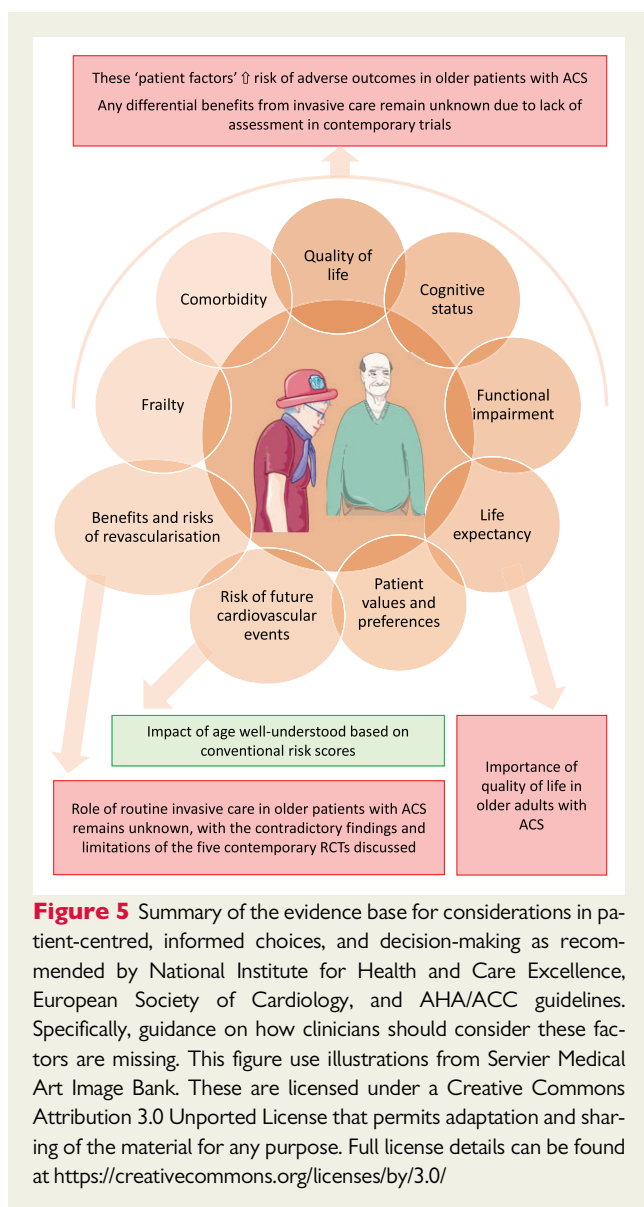 These ‘patient factors’ ⇧ risk of adverse outcomes in older patients with ACS
Any differential benefits from invasive care remain unknown due to lack of
assessment in contemporary trials
Quality of
life
Comorbidity
Cognitive
status
Frailty
Functional
impairment
Benefits and risks
of revascularisation
Life
expectancy
Risk of future
cardiovascular
events
Patient
values and
preferences
Impact of age well-understood based on
conventional risk scores
Role of routine invasive care in older patients with ACS
remains unknown, with the contradictory findings and
limitations of the five contemporary RCTs discussed
Importance of
quality of life in
older adults with
ACS
Figure 5 Summary of the evidence base for considerations in pa-
tient-centred, informed choices, and decision-making as recom-
mended by National Institute for Health and Care Excellence,
European Society of Cardiology, and AHA/ACC guidelines.
Specifically, guidance on how clinicians should consider these fac-
tors are missing. This figure use illustrations from Servier Medical
Art Image Bank. These are licensed under a Creative Commons
Attribution 3.0 Unported License that permits adaptation and shar-
ing of the material for any purpose. Full license details can be found
at https://creativecommons.org/licenses/by/3.0/